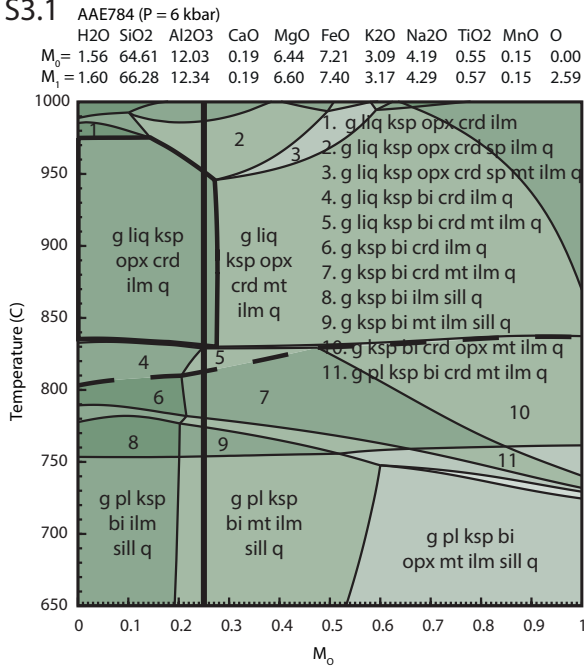 S3.1 AAE784 (P = 6 kbar)
H2O SiO2 Al2O3 CaO MgO FeO K2O Na2O TiO2 MnO O
M0= 1.56 64.61 12.03 0.19 6.44 7.21 3.09 4.19 0.55 0.15 0.00
M1= 1.60 66.28 12.34 0.19 6.60 7.40 3.17 4.29 0.57 0.15 2.59
1000
950
900
850
800
750
700
650
Temperature (C)
1
2
3
1. g liq ksp opx crd ilm
2. g liq ksp opx crd sp ilm q
3. g liq ksp opx crd sp mt ilm q
4. g liq ksp bi crd ilm q
5. g liq ksp bi crd mt ilm q
6. g ksp bi crd ilm q
7. g ksp bi crd mt ilm q
8. g ksp bi ilm sill q
9. g ksp bi mt ilm sill q
10. g ksp bi crd opx mt ilm q
11. g pl ksp bi crd mt ilm q
g liq ksp
opx crd
ilm q
g liq
ksp opx
crd mt
ilm q
4
5
6
7
8
9
10
11
g pl ksp
bi ilm
sill q
g pl ksp
bi mt ilm
sill q
g pl ksp bi
opx mt ilm sill q
0 0.1 0.2 0.3 0.4 0.5 0.6 0.7 0.8 0.9 1
MO